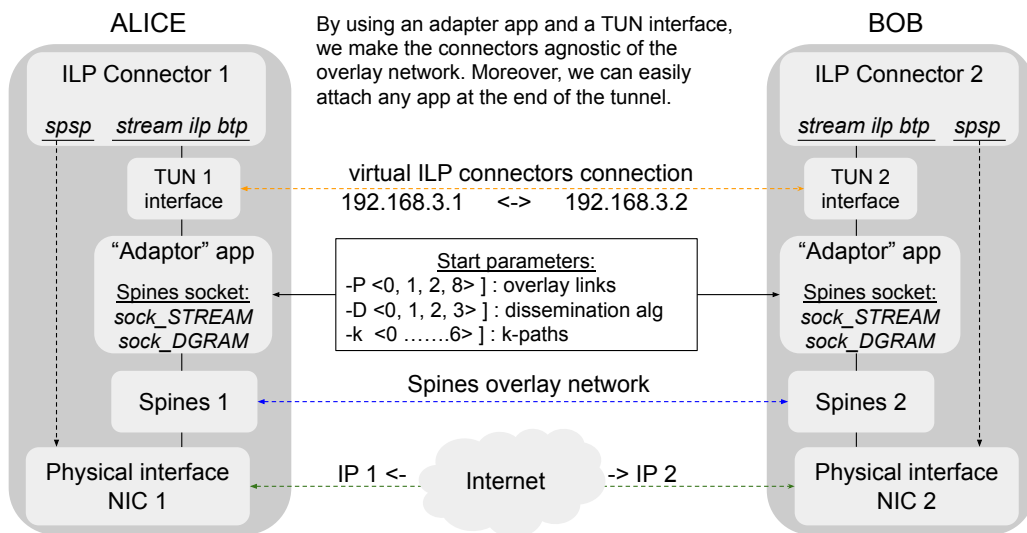 ALICE
BOB
By using an adapter app and a TUN interface,
we make the connectors agnostic of the
overlay network. Moreover, we can easily
attach any app at the end of the tunnel.
ILP Connector 1
spsp
stream ilp btp
ILP Connector 2
stream ilp btp
spsp
TUN 1
interface
virtual ILP connectors connection
192.168.3.1 <-> 192.168.3.2
TUN 2
interface
“Adaptor” app
Spines socket:
sock_STREAM
sock_DGRAM
Start parameters:
-P <0, 1, 2, 8> ] : overlay links
-D <0, 1, 2, 3> ] : dissemination alg
-k <0 .......6> ] : k-paths
“Adaptor” app
Spines socket:
sock_STREAM
sock_DGRAM
Spines 1
Spines overlay network
Spines 2
Physical interface
NIC 1
IP 1 <-
Internet
-> IP 2
Physical interface
NIC 2